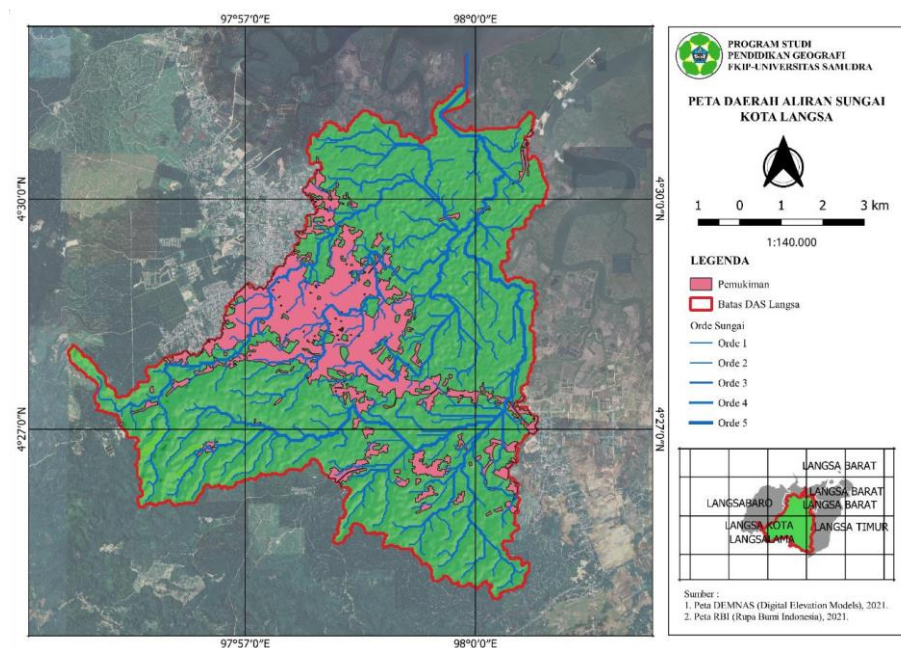 97°57'0"E 98°0'0"E
4°30'0"N 4°30'0"N
4°27'0"N 4°27'0"N
97°57'0"E 98°0'0"E
PROGRAM STUDI
PENDIDIKAN GEOGRAFI
FKIP-UNIVERSITAS SAMUDRA
PETA DAERAH ALIRAN SUNGAI
KOTA LANGSA
1 0 1 2 3 km
1:140.000
LEGENDA
Pemukiman
Batas DAS Langsa
Orde Sungai
Orde 1
Orde 2
Orde 3
Orde 4
Orde 5
LANGSA BARAT
LANGSABARO
LANGSA BARAT
LANGSA BARAT
LANGSA KOTA
LANGSA TIMUR
LANGSALAMA
Sumber :
1. Peta DEMNAS (Digital Elevation Models), 2021.
2. Peta RBI (Rupa Bumi Indonesia), 2021.